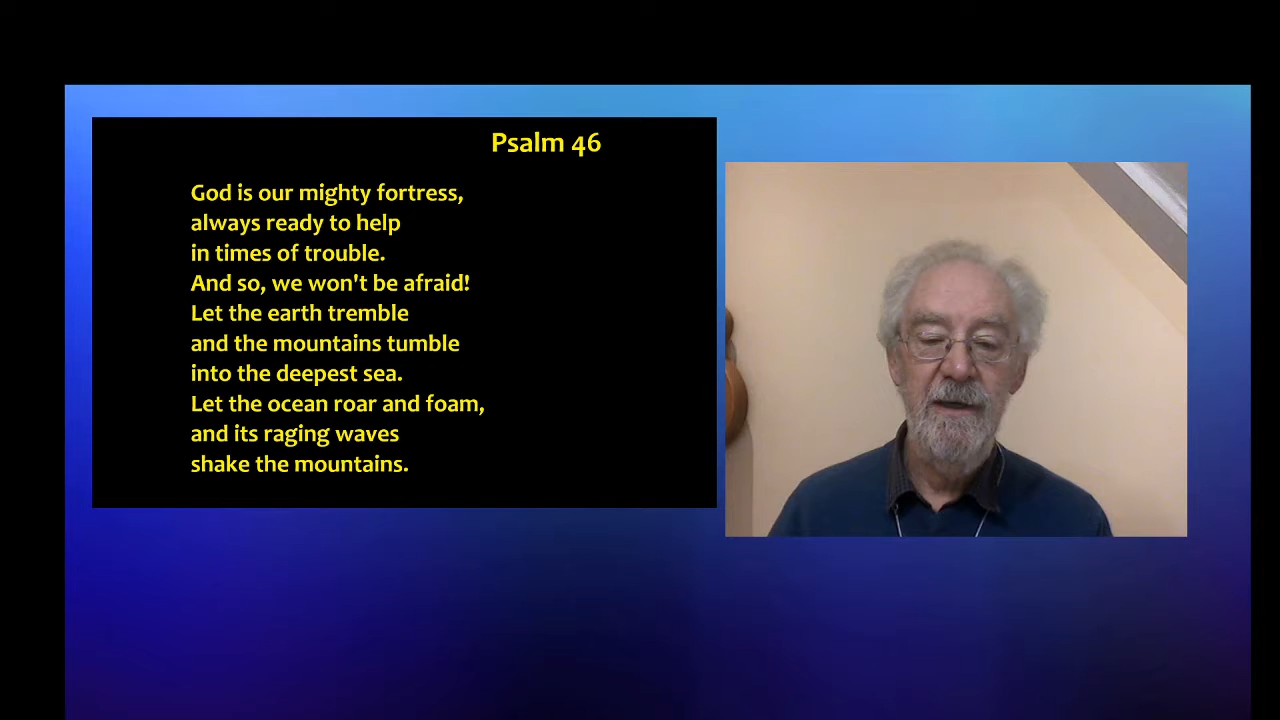 Psalm 46
God is our mighty fortress,
always ready to help
in times of trouble.
And so, we won't be afraid!
Let the earth tremble
and the mountains tumble
into the deepest sea.
Let the ocean roar and foam,
and its raging waves
shake the mountains.